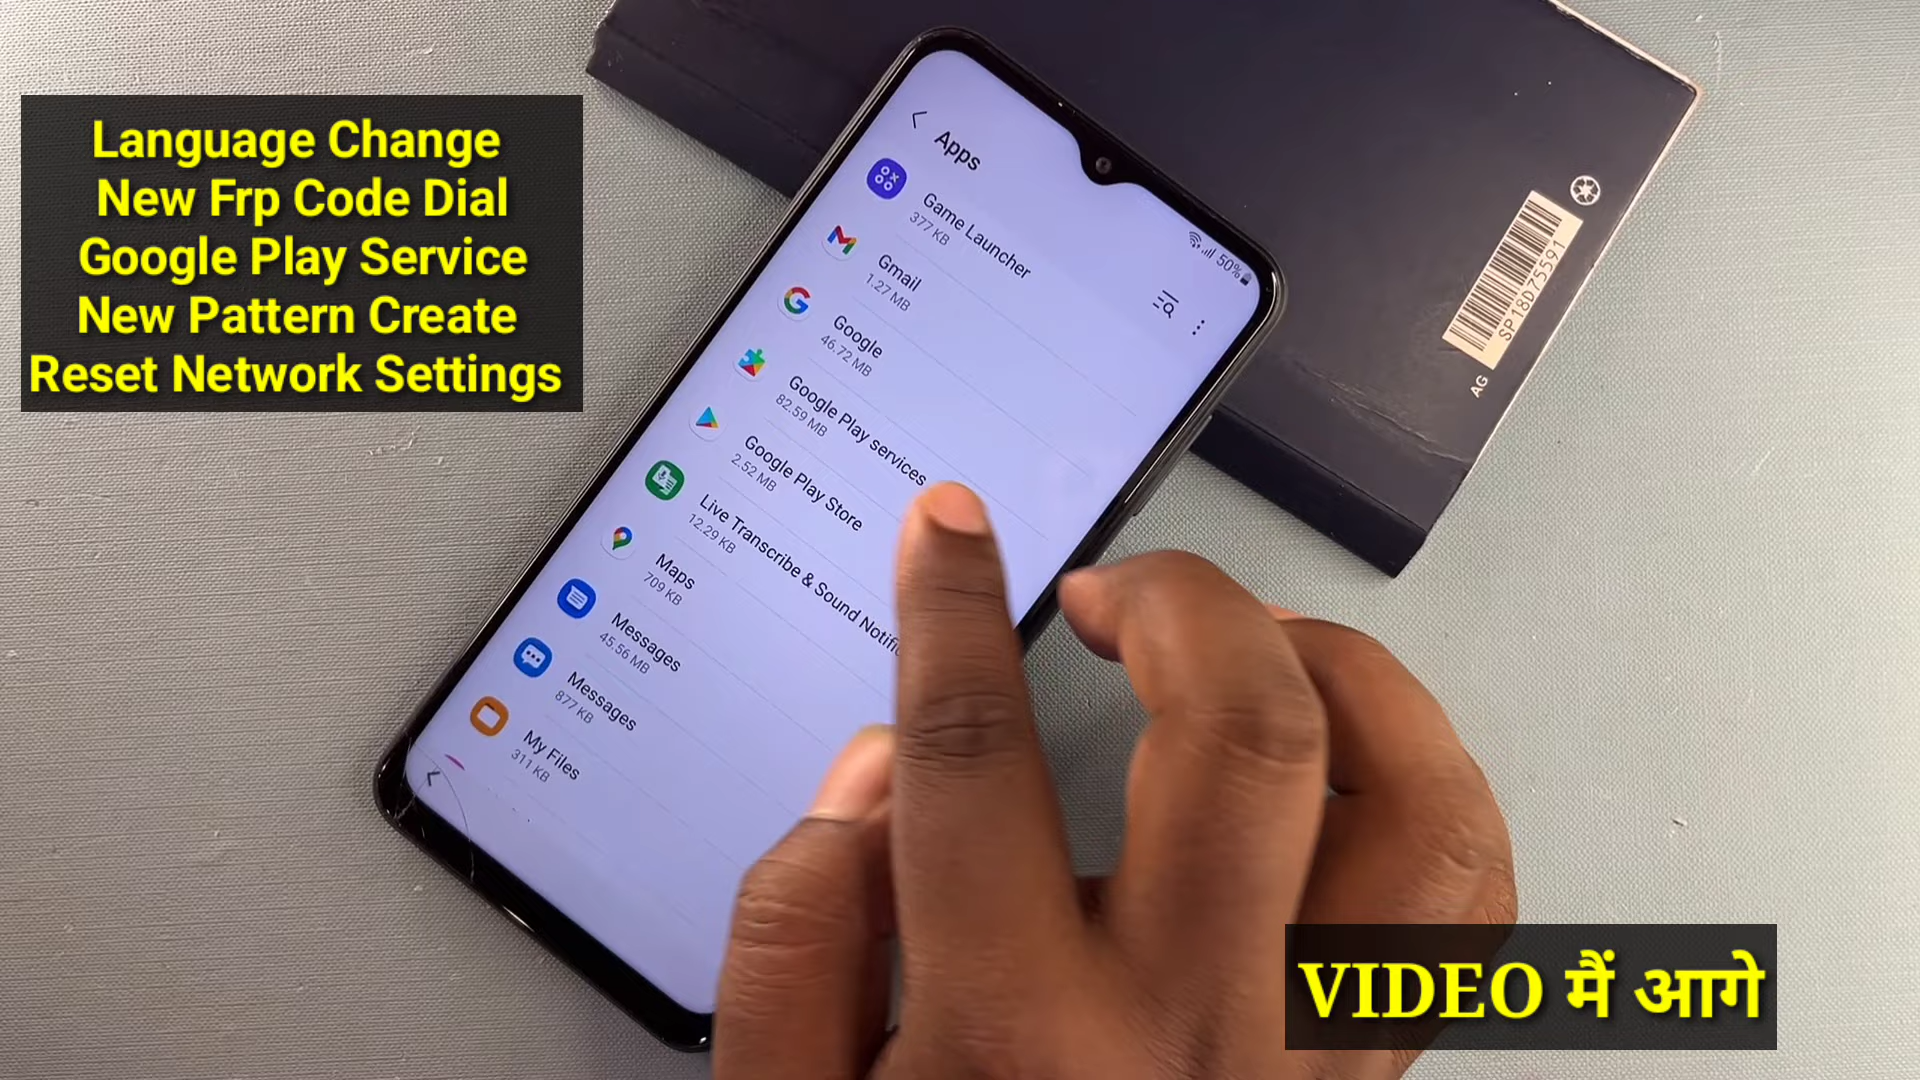 Language Change
New Frp Code Dial
Google Play Service
New Pattern Create
Reset Network Settings
Apps
50%
Game Launcher
377 KB
Gmail
1.27 MB
Google
46.72 MB
Google Play services
82.59 MB
Google Play Store
2.52 MB
Live Transcribe & Sound Notifi
12.29 KB
Maps
709 KB
Messages
45.56 MB
Messages
877 KB
My Files
311 KB
SP18D75591
AG
VIDEO मैं आगे